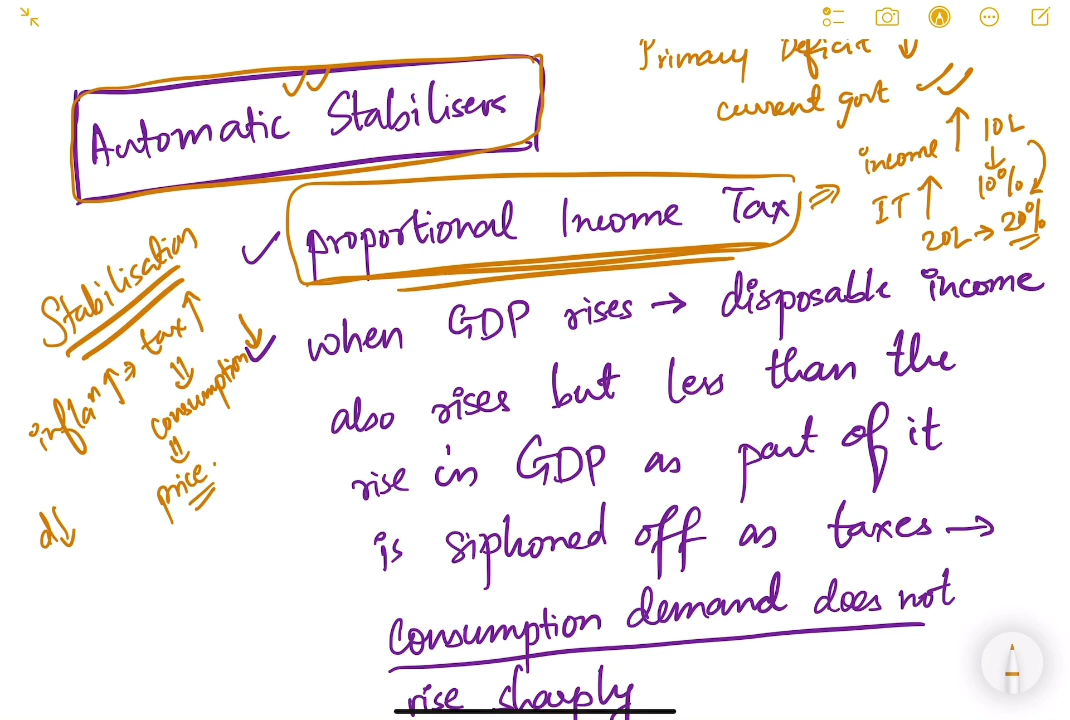 Primary Deficit ↓
current govt
Automatic Stabilisers
income ↑ 10L
↓
10%
IT ↑
20L → 20%
Proportional Income Tax ⇒
Stabilisation
inflaⁿ ↑ ⇒ tax ↑
consumption ↓
price.
d↓
when GDP rises → disposable income
also rises but less than the
rise in GDP as part of it
is siphoned off as taxes →
Consumption demand does not
rise sharply